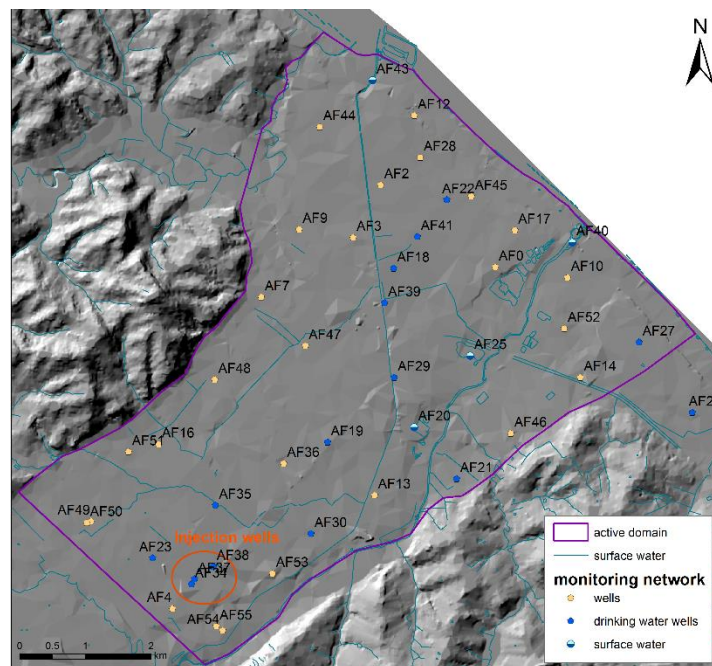 N
AF43
AF12
AF44
AF28
AF2
AF22
AF45
AF9
AF3
AF41
AF17
AF40
AF18
AF0
AF10
AF7
AF39
AF52
AF47
AF25
AF27
AF48
AF29
AF14
AF2
AF20
AF46
AF51
AF16
AF19
AF36
AF21
AF13
AF35
AF49
AF50
AF30
injection wells
AF23
AF38
AF37
AF34
AF53
AF4
AF54
AF55
0 0.5 1 2
km
active domain
surface water
monitoring network
wells
drinking water wells
surface water